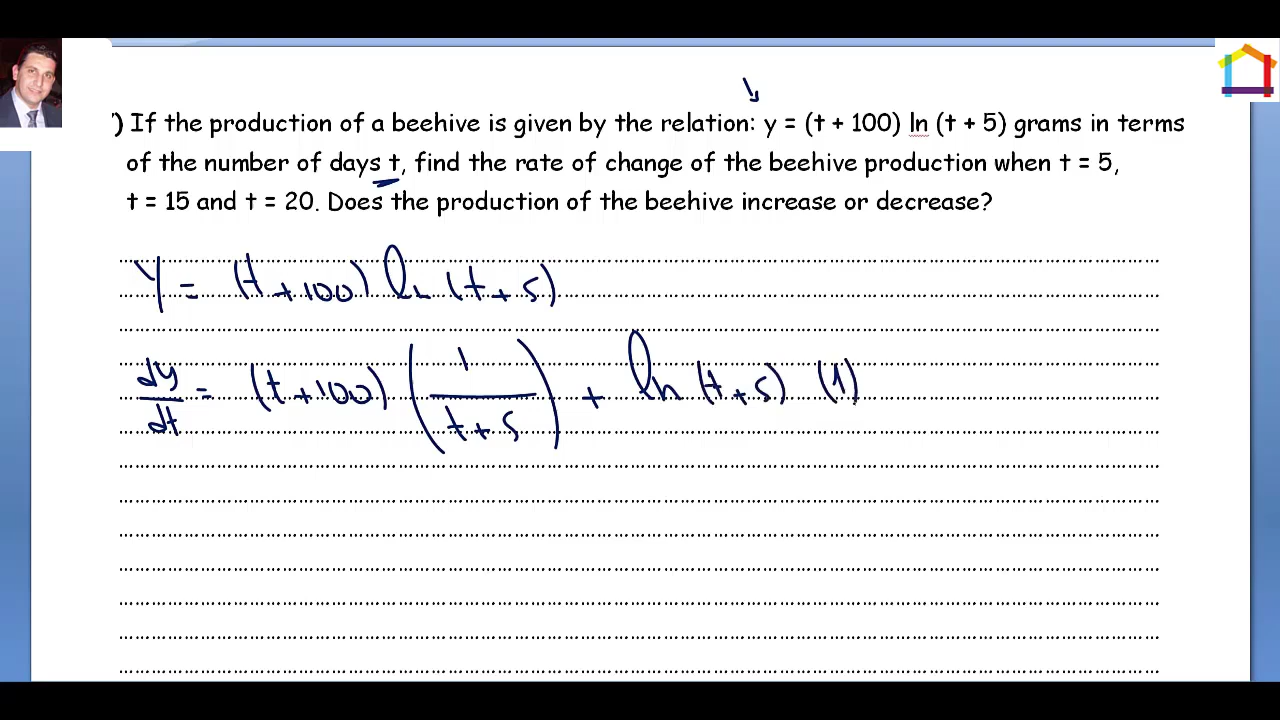 ') If the production of a beehive is given by the relation: y = (t + 100) ln (t + 5) grams in terms
of the number of days t, find the rate of change of the beehive production when t = 5,
t = 15 and t = 20. Does the production of the beehive increase or decrease?
Y = (t + 100) ln (t + 5)
dy/dt = (t + 100) (1/(t + 5)) + ln (t + 5) (1)